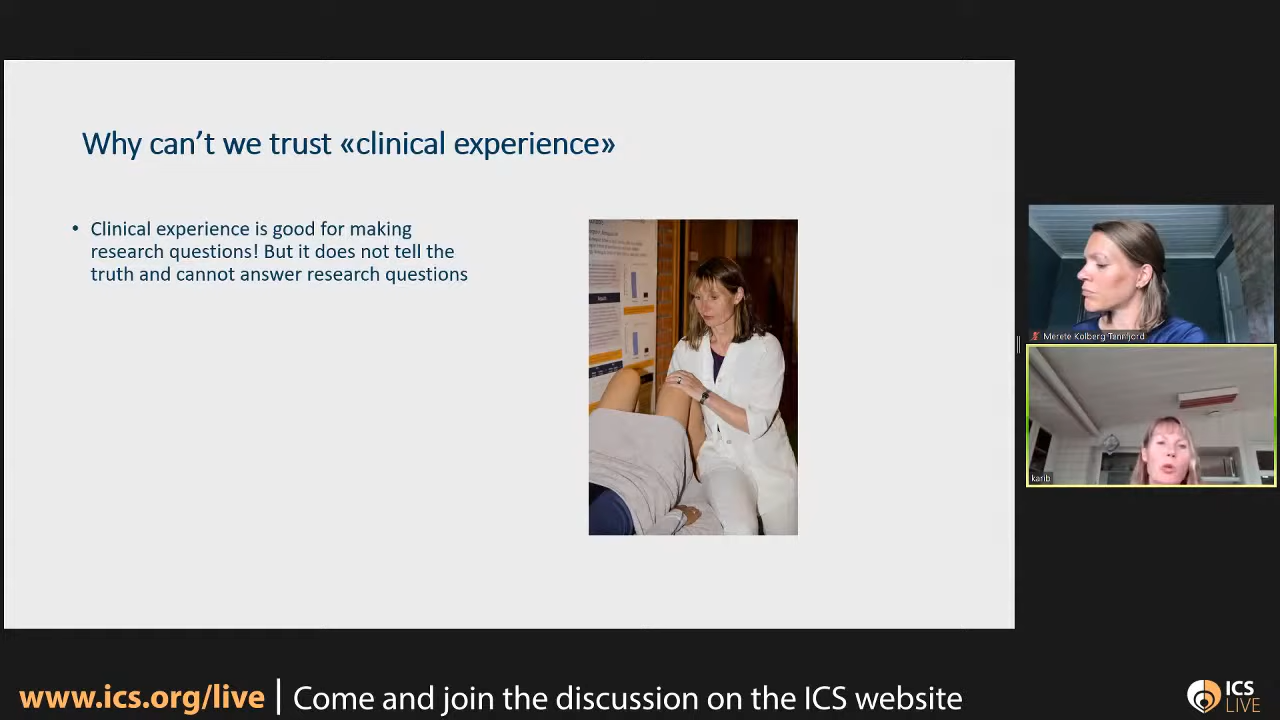 Why can't we trust «clinical experience»
• Clinical experience is good for making
research questions! But it does not tell the
truth and cannot answer research questions
Merete Kolberg Tennfjord
karib
www.ics.org/live | Come and join the discussion on the ICS website
ICS
LIVE